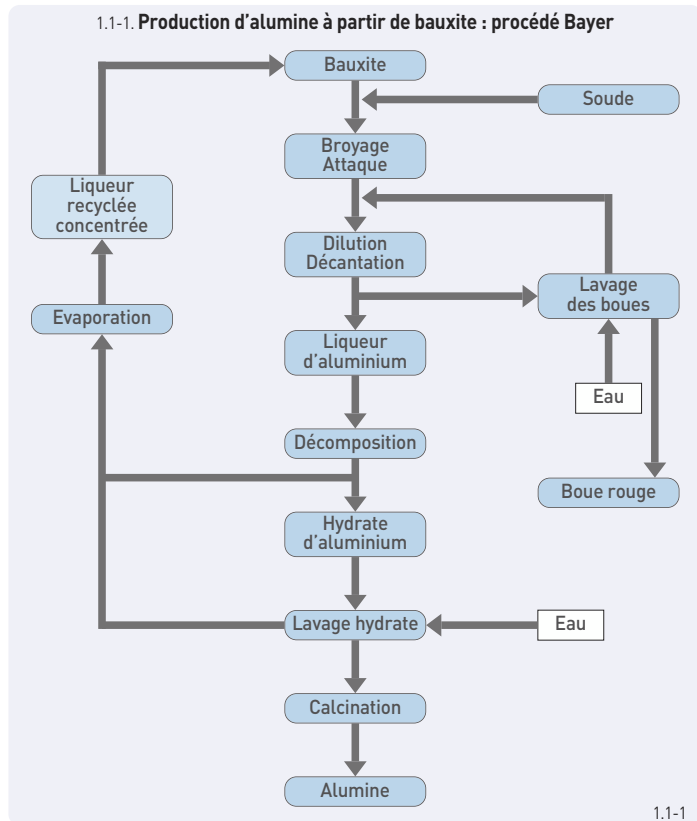 1.1-1. Production d'alumine à partir de bauxite : procédé Bayer
Bauxite
Soude
Broyage
Attaque
Liqueur
recyclée
concentrée
Dilution
Décantation
Lavage
des boues
Evaporation
Liqueur
d'aluminium
Eau
Décomposition
Boue rouge
Hydrate
d'aluminium
Lavage hydrate
Eau
Calcination
Alumine
1.1-1